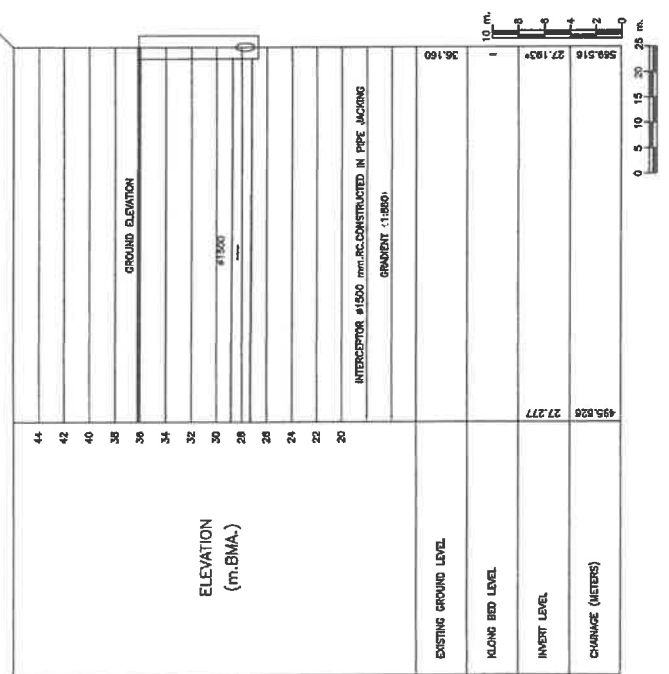 44
42
40
38
36
34
32
30
28
26
24
22
20
ELEVATION
(m.BMA.)
GROUND ELEVATION
ø1500
INTERCEPTOR ø1500 mm.RC.CONSTRUCTED IN PIPE JACKING
GRADIENT (1:880)
EXISTING GROUND LEVEL
36.160
KLONG BED LEVEL
-
INVERT LEVEL
27.277
27.193*
CHAINAGE (METERS)
495.826
569.516
10 m.
8
6
4
2
0
0 5 10 15 20 25 m.